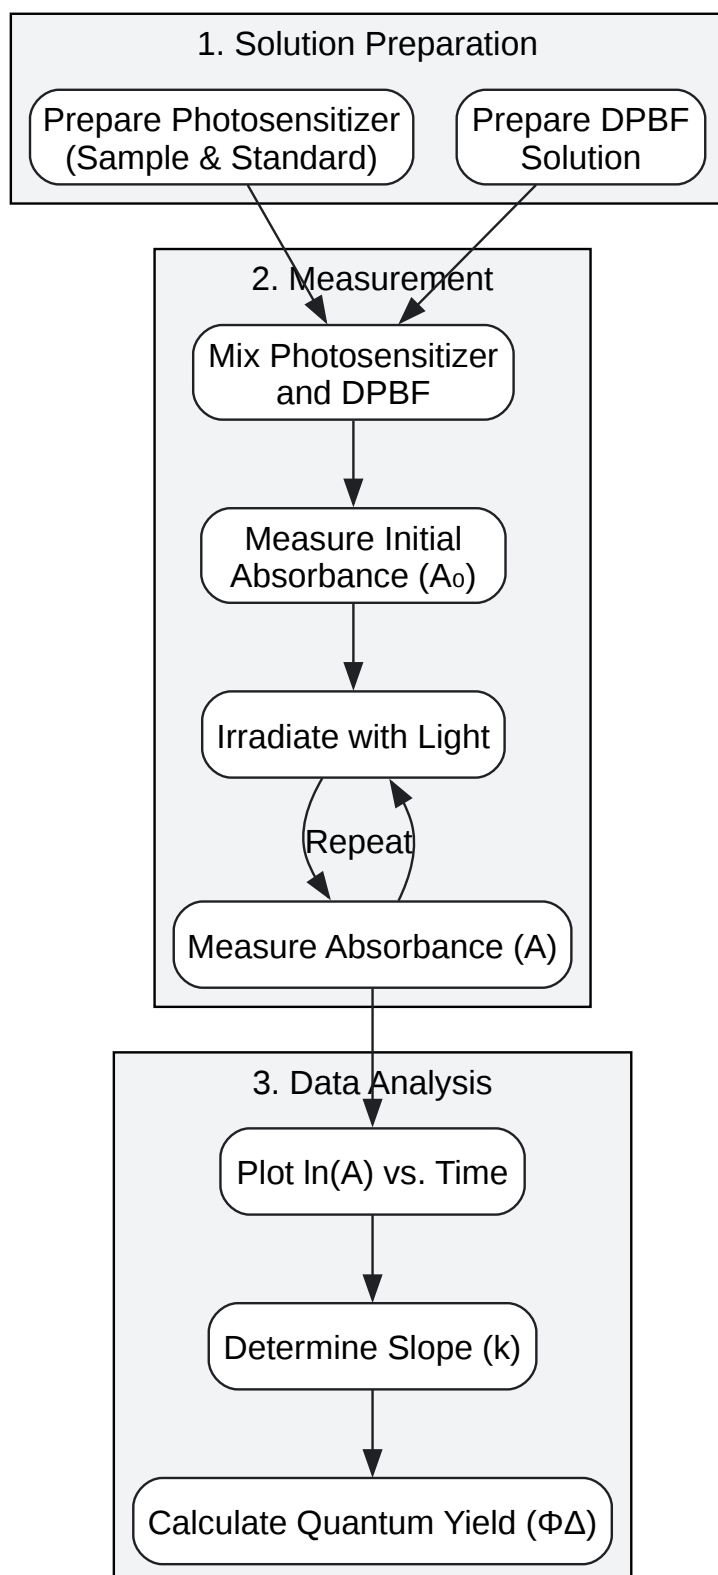 1. Solution Preparation
Prepare Photosensitizer
(Sample & Standard)
Prepare DPBF
Solution
2. Measurement
Mix Photosensitizer
and DPBF
Measure Initial
Absorbance (A₀)
Irradiate with Light
Repeat
Measure Absorbance (A)
3. Data Analysis
Plot ln(A) vs. Time
Determine Slope (k)
Calculate Quantum Yield (ΦΔ)